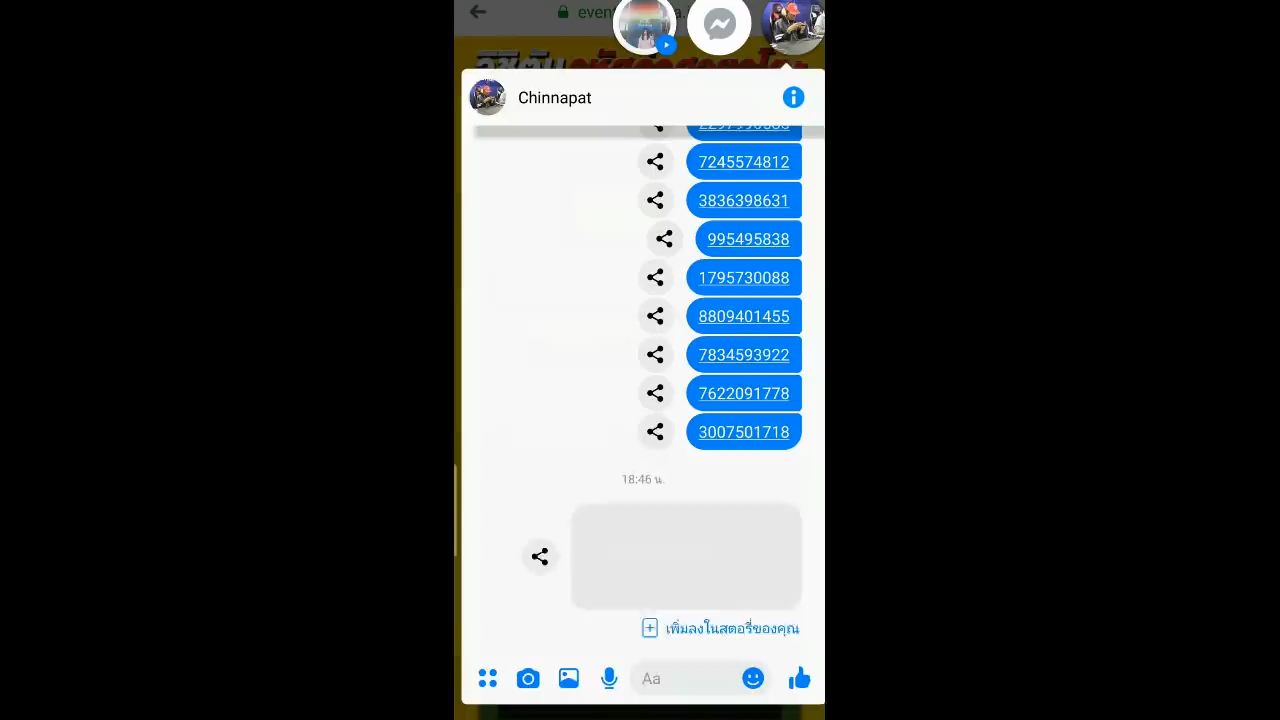 Chinnapat
7245574812
3836398631
995495838
1795730088
8809401455
7834593922
7622091778
3007501718
18:46 น.
เพิ่มลงในสตอรี่ของคุณ
Aa